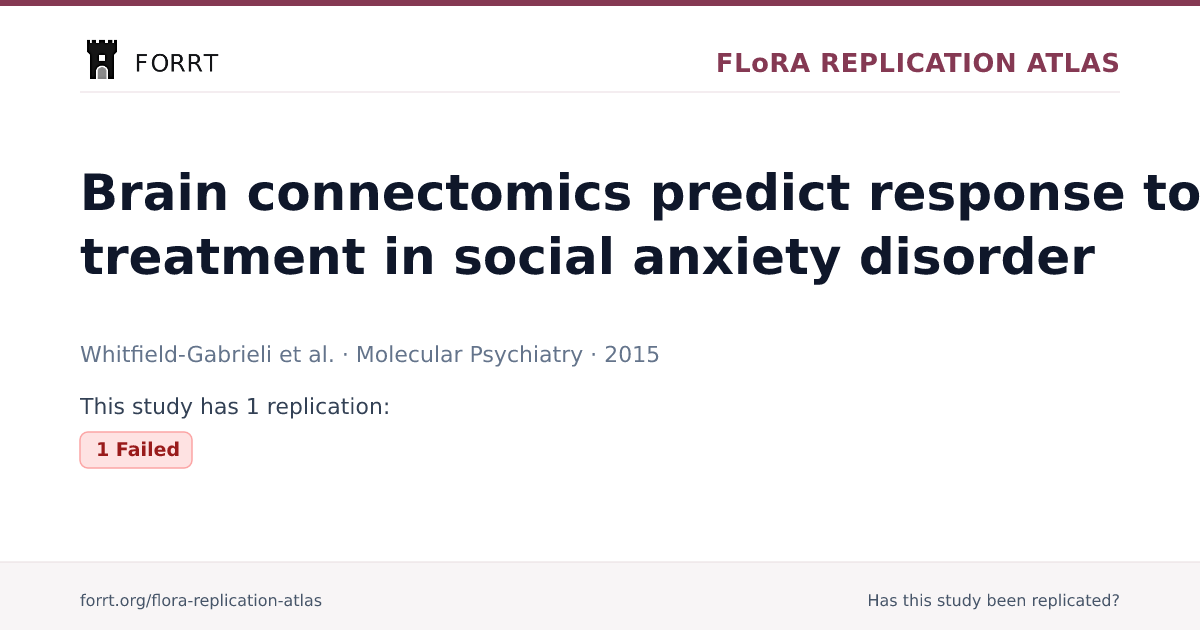 FORRT
FLoRA REPLICATION ATLAS
Brain connectomics predict response to
treatment in social anxiety disorder
Whitfield-Gabrieli et al. · Molecular Psychiatry · 2015
This study has 1 replication:
1 Failed
forrt.org/flora-replication-atlas
Has this study been replicated?